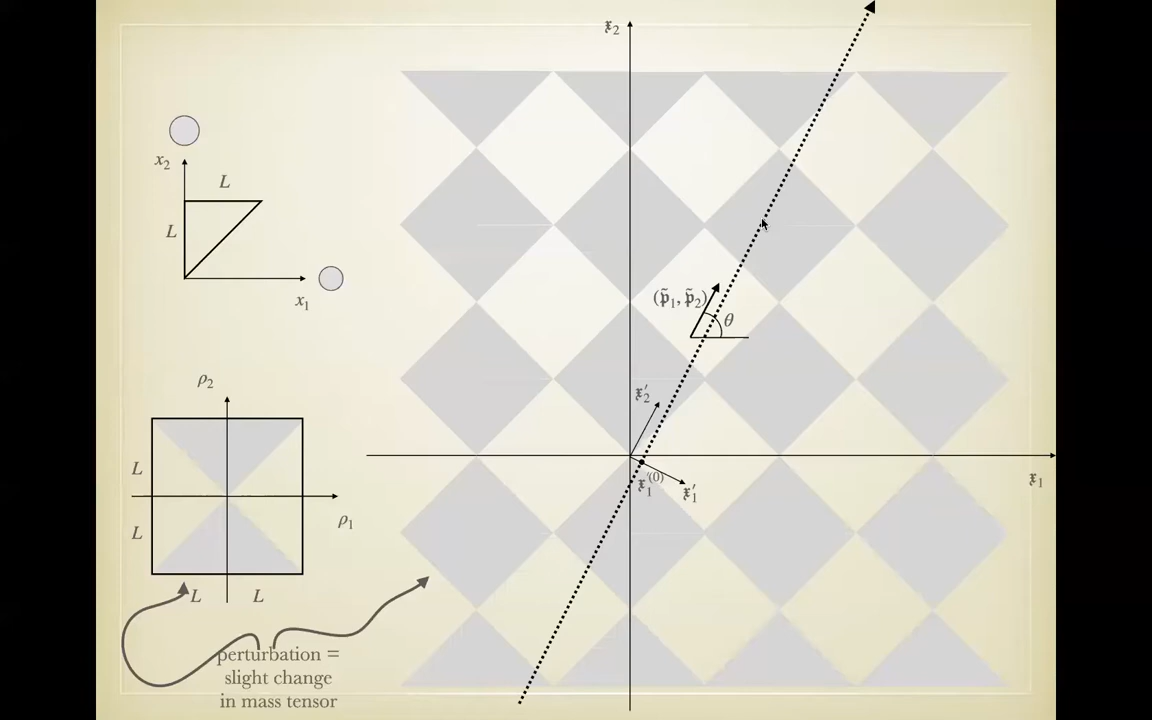 𝔵₂
x₂
L
L
x₁
(𝔭̃₁, 𝔭̃₂)
θ
ρ₂
𝔵′₂
L
𝔵₁′⁽⁰⁾
𝔵′₁
𝔵₁
ρ₁
L
L
L
perturbation =
slight change
in mass tensor